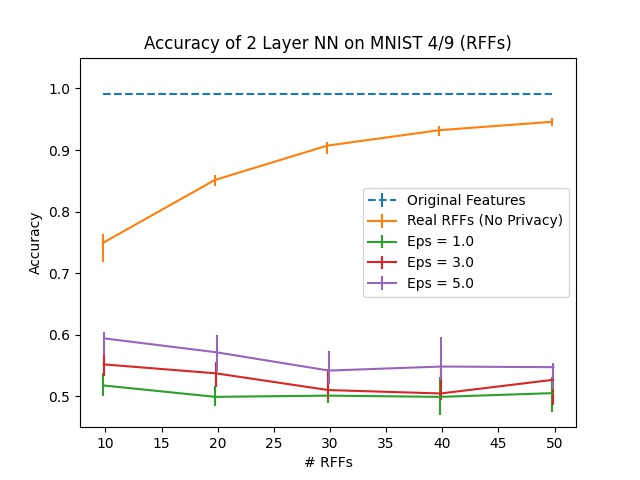 Accuracy of 2 Layer NN on MNIST 4/9 (RFFs)
1.0
0.9
0.8
0.7
0.6
0.5
Accuracy
Original Features
Real RFFs (No Privacy)
Eps = 1.0
Eps = 3.0
Eps = 5.0
10 15 20 25 30 35 40 45 50
# RFFs